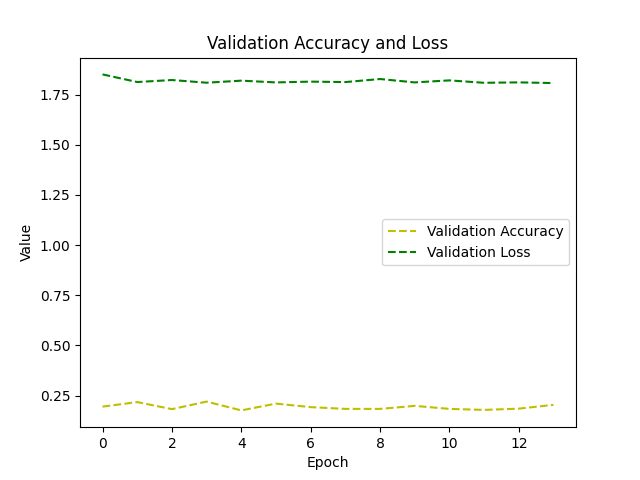 Validation Accuracy and Loss
1.75
1.50
1.25
1.00
0.75
0.50
0.25
Value
Validation Accuracy
Validation Loss
0 2 4 6 8 10 12
Epoch